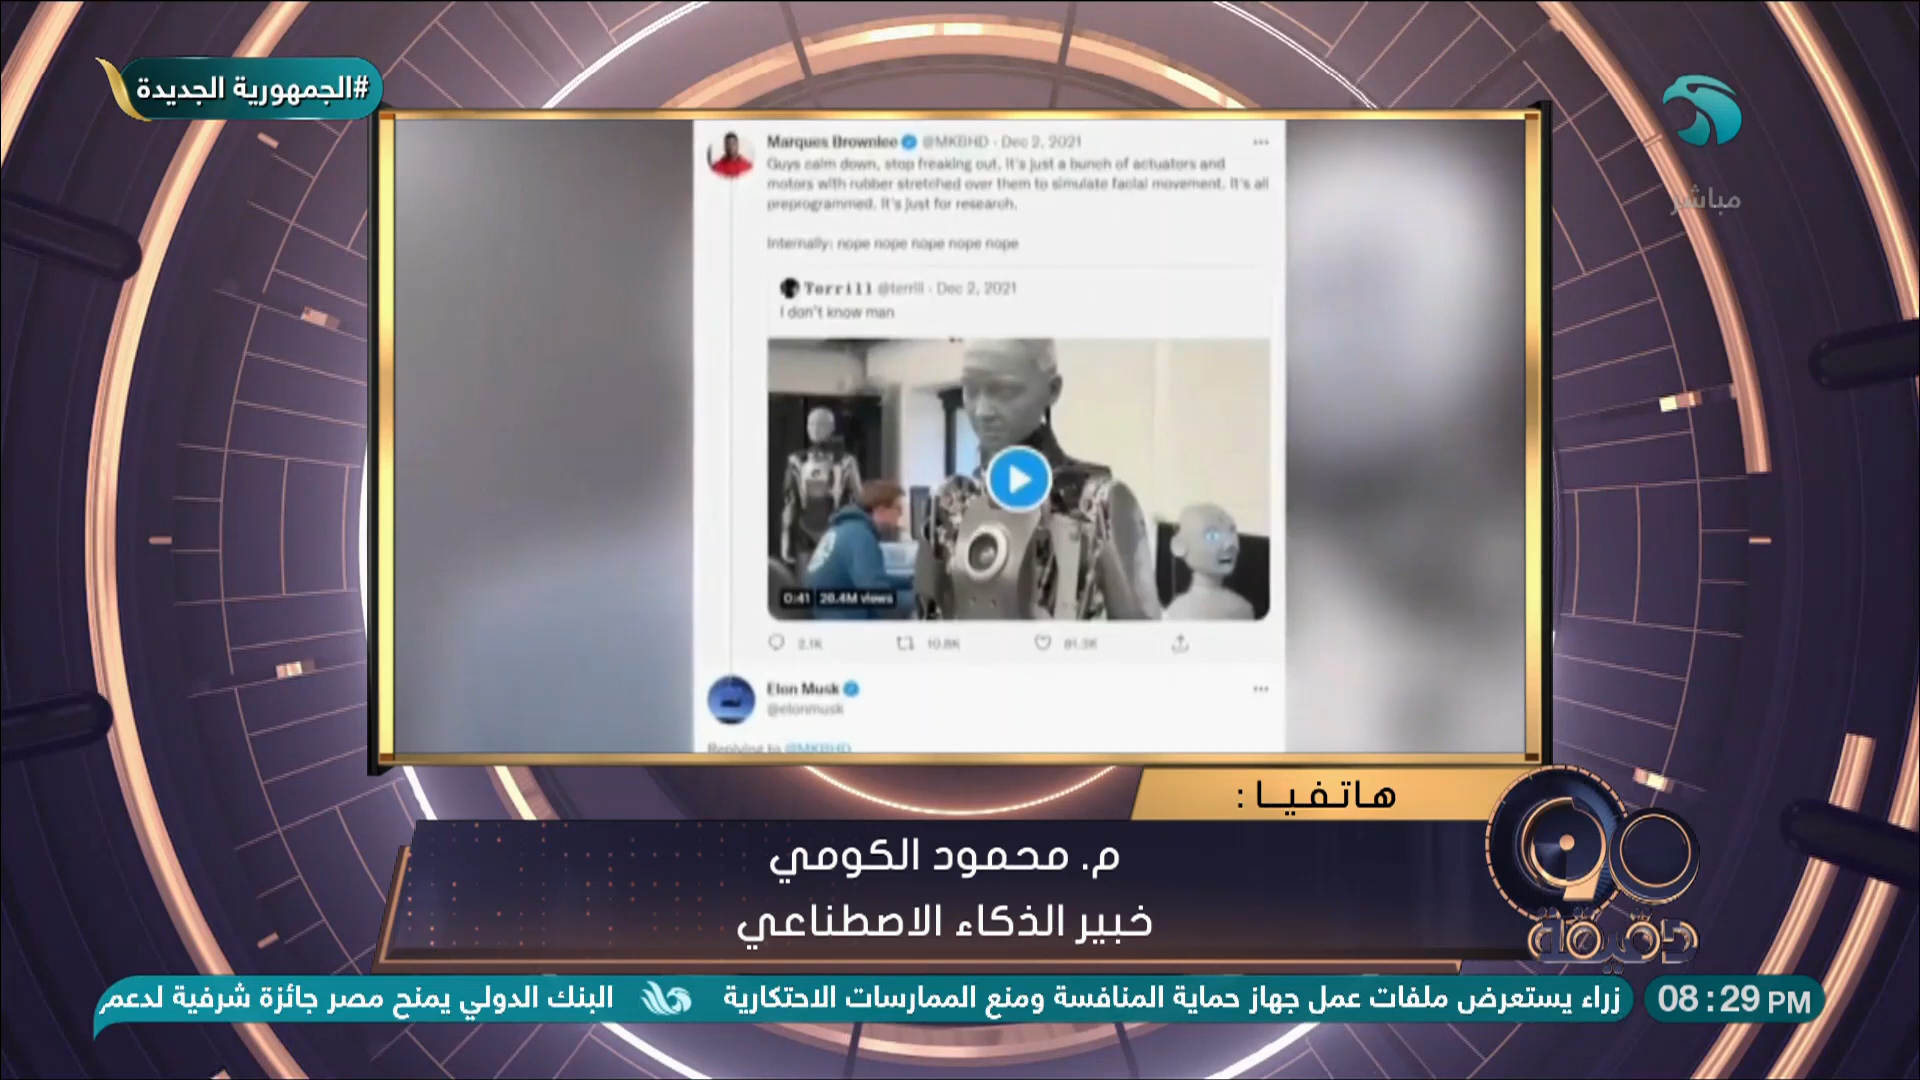 #الجمهورية الجديدة
مباشر
Marques Brownlee @MKBHD · Dec 2, 2021
Guys calm down, stop freaking out. It's just a bunch of actuators and
motors with rubber stretched over them to simulate facial movement. It's all
preprogrammed. It's just for research.
Internally: nope nope nope nope nope
Terrill @terrill · Dec 2, 2021
I don't know man
0:41 20.4M views
2.1K 10.8K 81.3K
Elon Musk
@elonmusk
Replying to @MKBHD
هاتفيا :
م. محمود الكومي
خبير الذكاء الاصطناعي
90
دقيقة
زراء يستعرض ملفات عمل جهاز حماية المنافسة ومنع الممارسات الاحتكارية البنك الدولي يمنح مصر جائزة شرفية لدعم
08:29 PM